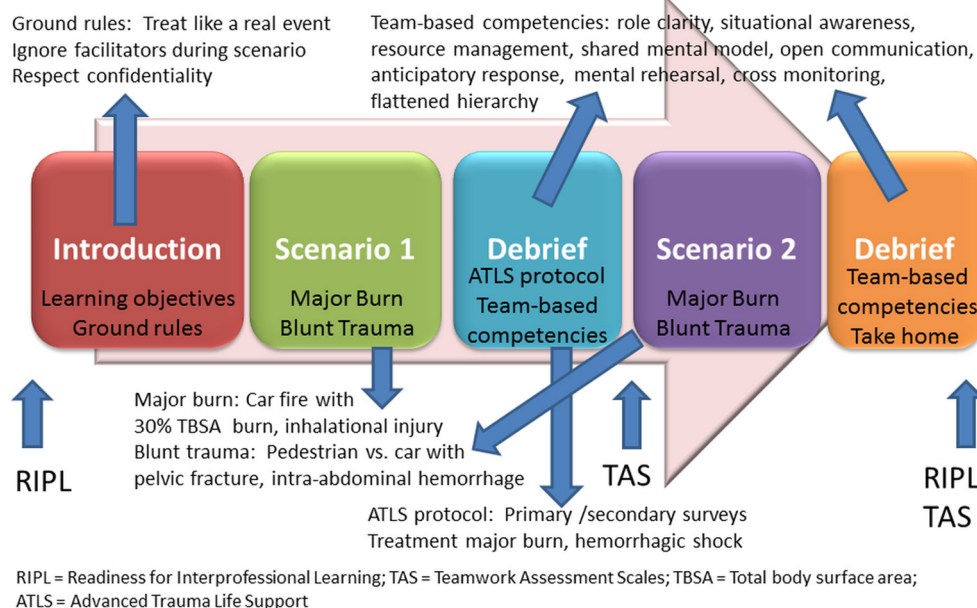 Ground rules: Treat like a real event
Ignore facilitators during scenario
Respect confidentiality
Team-based competencies: role clarity, situational awareness,
resource management, shared mental model, open communication,
anticipatory response, mental rehearsal, cross monitoring,
flattened hierarchy
Introduction
Learning objectives
Ground rules
Scenario 1
Major Burn
Blunt Trauma
Debrief
ATLS protocol
Team-based
competencies
Scenario 2
Major Burn
Blunt Trauma
Debrief
Team-based
competencies
Take home
RIPL
Major burn: Car fire with
30% TBSA burn, inhalational injury
Blunt trauma: Pedestrian vs. car with
pelvic fracture, intra-abdominal hemorrhage
TAS
RIPL
TAS
ATLS protocol: Primary /secondary surveys
Treatment major burn, hemorrhagic shock
RIPL = Readiness for Interprofessional Learning; TAS = Teamwork Assessment Scales; TBSA = Total body surface area;
ATLS = Advanced Trauma Life Support